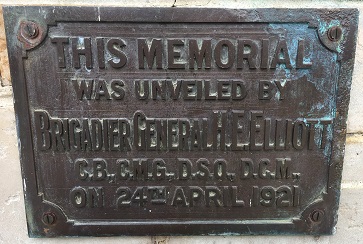 THIS MEMORIAL
WAS UNVEILED BY
BRIGADIER GENERAL H.E. ELLIOTT
C.B., C.M.G., D.S.O., D.C.M.,
ON 24TH APRIL 1921